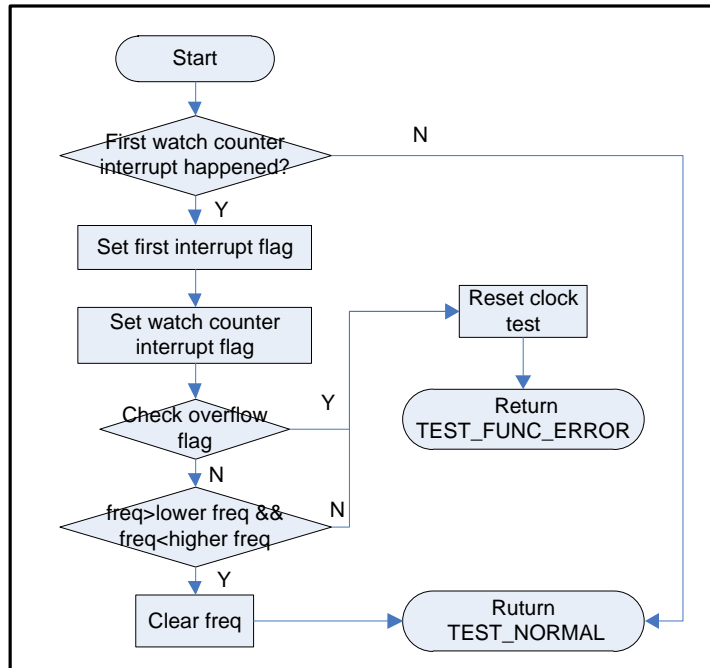 Start
First watch counter
interrupt happened?
N
Y
Set first interrupt flag
Set watch counter
interrupt flag
Reset clock
test
Check overflow
flag
Y
Return
TEST_FUNC_ERROR
N
freq>lower freq &&
freq<higher freq
N
Y
Clear freq
Ruturn
TEST_NORMAL